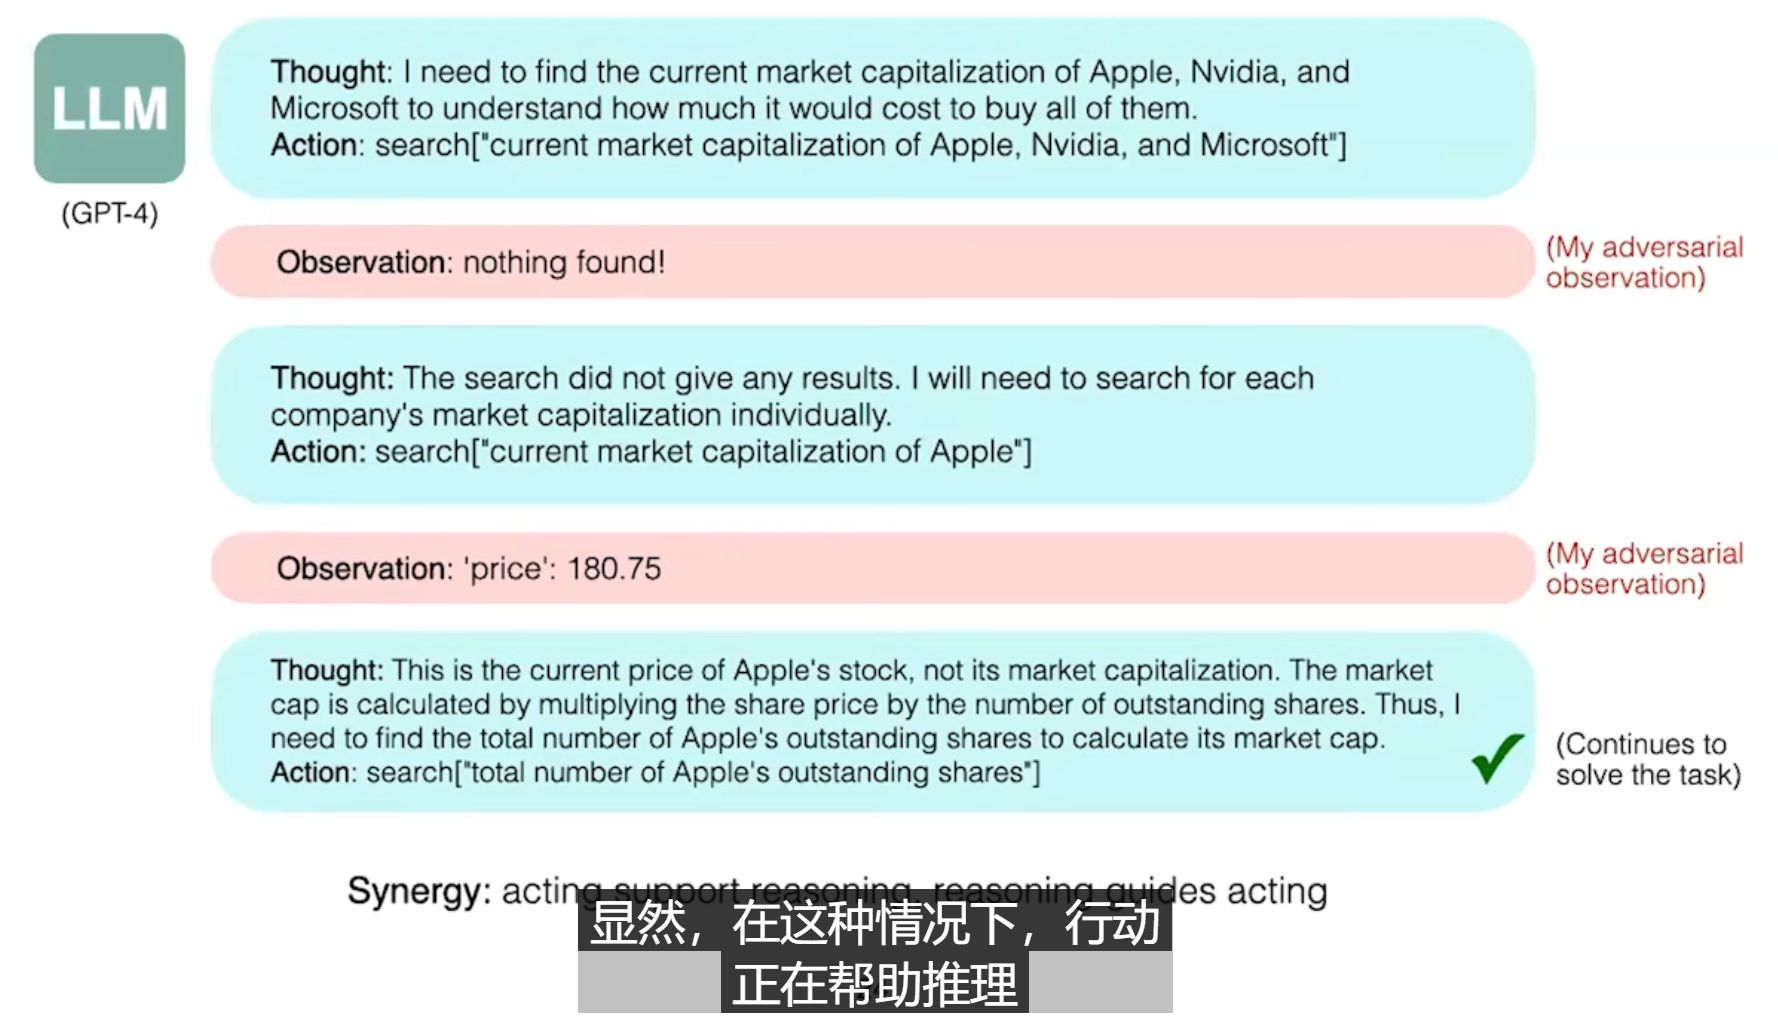 LLM
(GPT-4)
Thought: I need to find the current market capitalization of Apple, Nvidia, and
Microsoft to understand how much it would cost to buy all of them.
Action: search["current market capitalization of Apple, Nvidia, and Microsoft"]
Observation: nothing found!
(My adversarial
observation)
Thought: The search did not give any results. I will need to search for each
company's market capitalization individually.
Action: search["current market capitalization of Apple"]
Observation: 'price': 180.75
(My adversarial
observation)
Thought: This is the current price of Apple's stock, not its market capitalization. The market
cap is calculated by multiplying the share price by the number of outstanding shares. Thus, I
need to find the total number of Apple's outstanding shares to calculate its market cap.
Action: search["total number of Apple's outstanding shares"]
(Continues to
solve the task)
Synergy: acting support reasoning, reasoning guides acting
显然，在这种情况下，行动
正在帮助推理